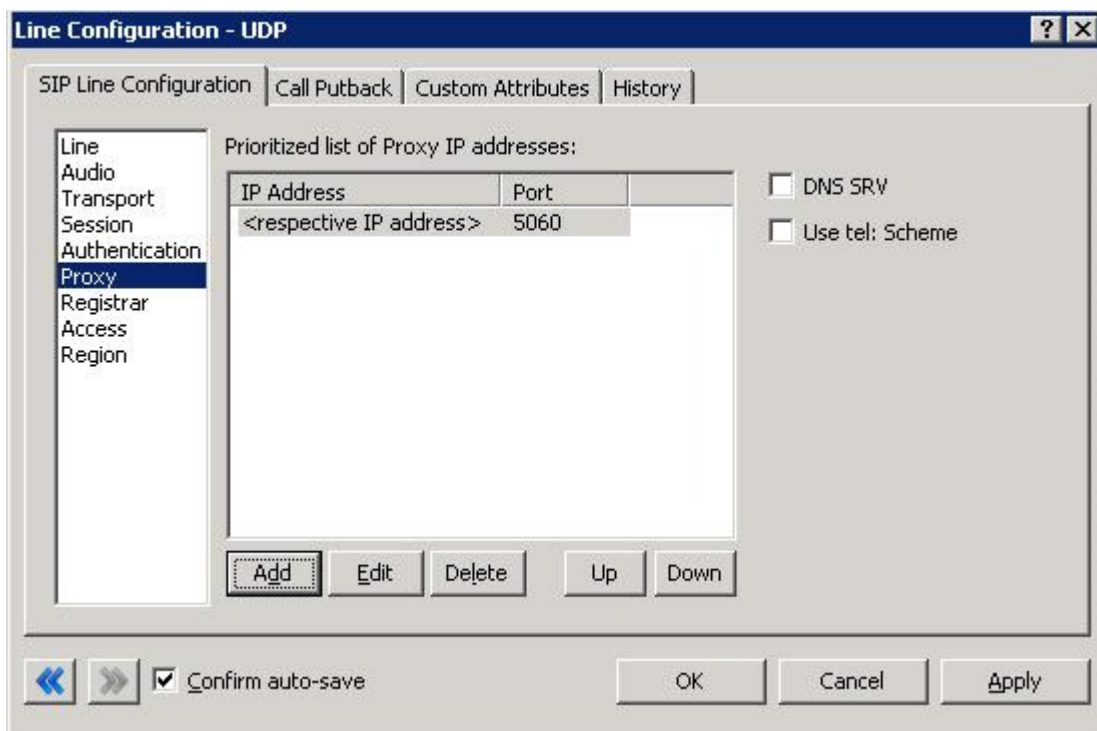 Line Configuration - UDP
SIP Line Configuration
Call Putback
Custom Attributes
History
Line
Audio
Transport
Session
Authentication
Proxy
Registrar
Access
Region
Prioritized list of Proxy IP addresses:
IP Address Port
<respective IP address> 5060
DNS SRV
Use tel: Scheme
Add
Edit
Delete
Up
Down
Confirm auto-save
OK
Cancel
Apply